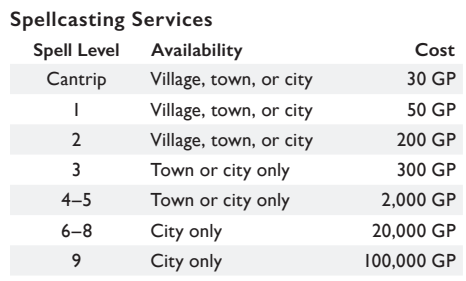 Spellcasting Services
Spell Level Availability Cost
Cantrip Village, town, or city 30 GP
1 Village, town, or city 50 GP
2 Village, town, or city 200 GP
3 Town or city only 300 GP
4–5 Town or city only 2,000 GP
6–8 City only 20,000 GP
9 City only 100,000 GP